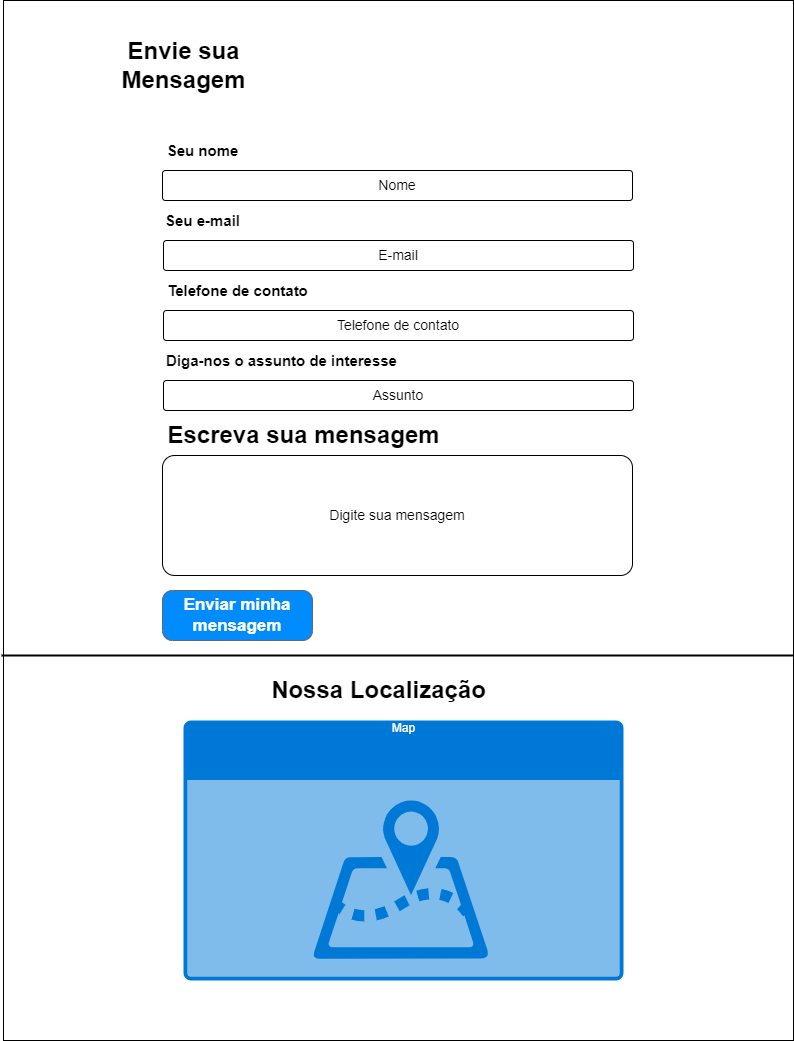 Envie sua
Mensagem
Seu nome
Nome
Seu e-mail
E-mail
Telefone de contato
Telefone de contato
Diga-nos o assunto de interesse
Assunto
Escreva sua mensagem
Digite sua mensagem
Enviar minha
mensagem
Nossa Localização
Map